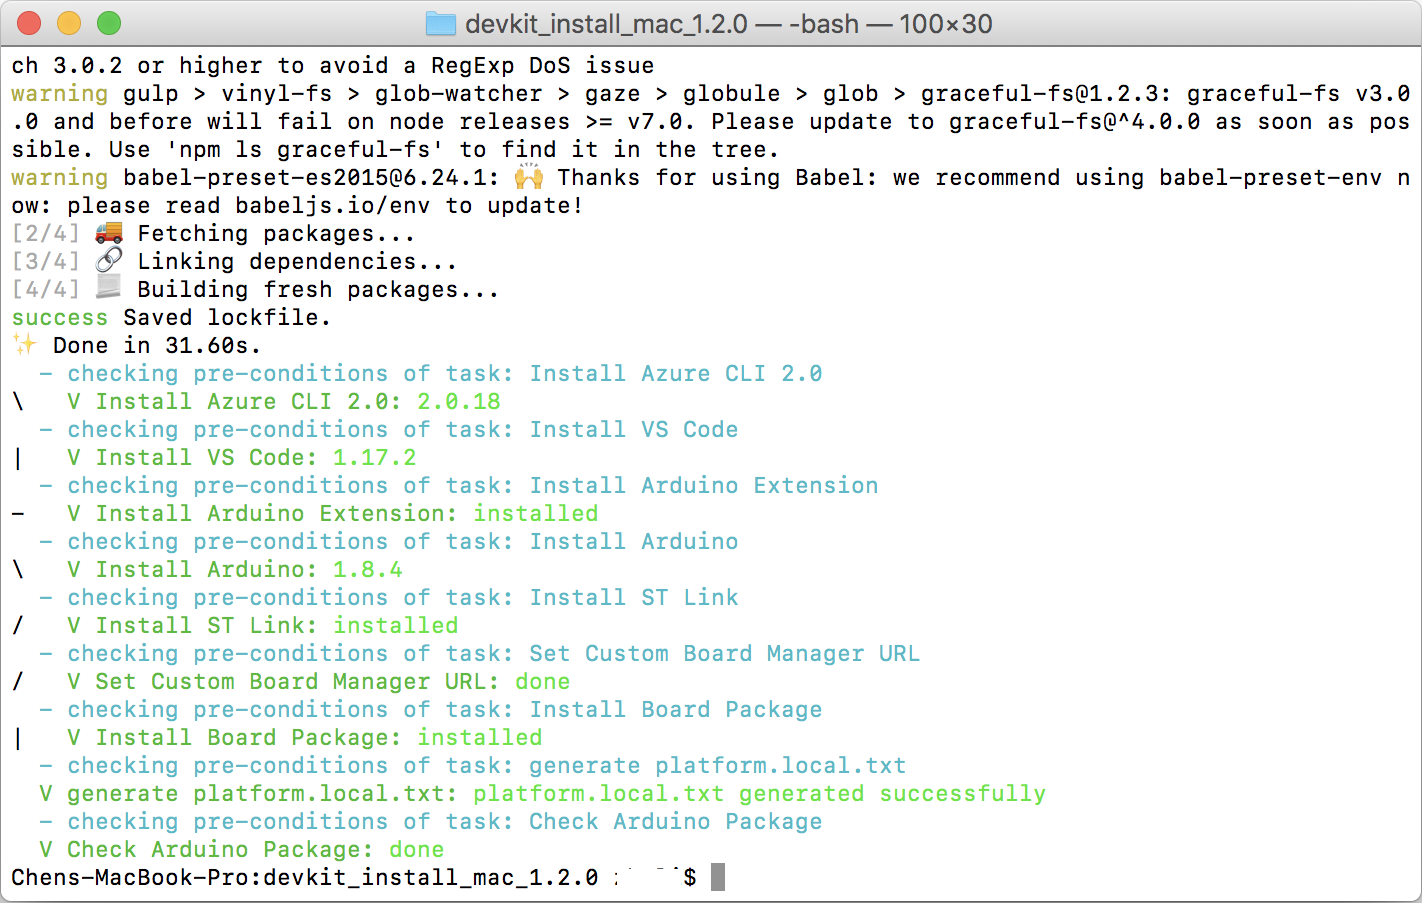 devkit_install_mac_1.2.0 — -bash — 100×30
ch 3.0.2 or higher to avoid a RegExp DoS issue
warning gulp > vinyl-fs > glob-watcher > gaze > globule > glob > graceful-fs@1.2.3: graceful-fs v3.0
.0 and before will fail on node releases >= v7.0. Please update to graceful-fs@^4.0.0 as soon as pos
sible. Use 'npm ls graceful-fs' to find it in the tree.
warning babel-preset-es2015@6.24.1: 🙌 Thanks for using Babel: we recommend using babel-preset-env n
ow: please read babeljs.io/env to update!
[2/4] 🚚 Fetching packages...
[3/4] 🔗 Linking dependencies...
[4/4] 📃 Building fresh packages...
success Saved lockfile.
✨ Done in 31.60s.
- checking pre-conditions of task: Install Azure CLI 2.0
\ V Install Azure CLI 2.0: 2.0.18
- checking pre-conditions of task: Install VS Code
| V Install VS Code: 1.17.2
- checking pre-conditions of task: Install Arduino Extension
- V Install Arduino Extension: installed
- checking pre-conditions of task: Install Arduino
\ V Install Arduino: 1.8.4
- checking pre-conditions of task: Install ST Link
/ V Install ST Link: installed
- checking pre-conditions of task: Set Custom Board Manager URL
/ V Set Custom Board Manager URL: done
- checking pre-conditions of task: Install Board Package
| V Install Board Package: installed
- checking pre-conditions of task: generate platform.local.txt
V generate platform.local.txt: platform.local.txt generated successfully
- checking pre-conditions of task: Check Arduino Package
V Check Arduino Package: done
Chens-MacBook-Pro:devkit_install_mac_1.2.0 $